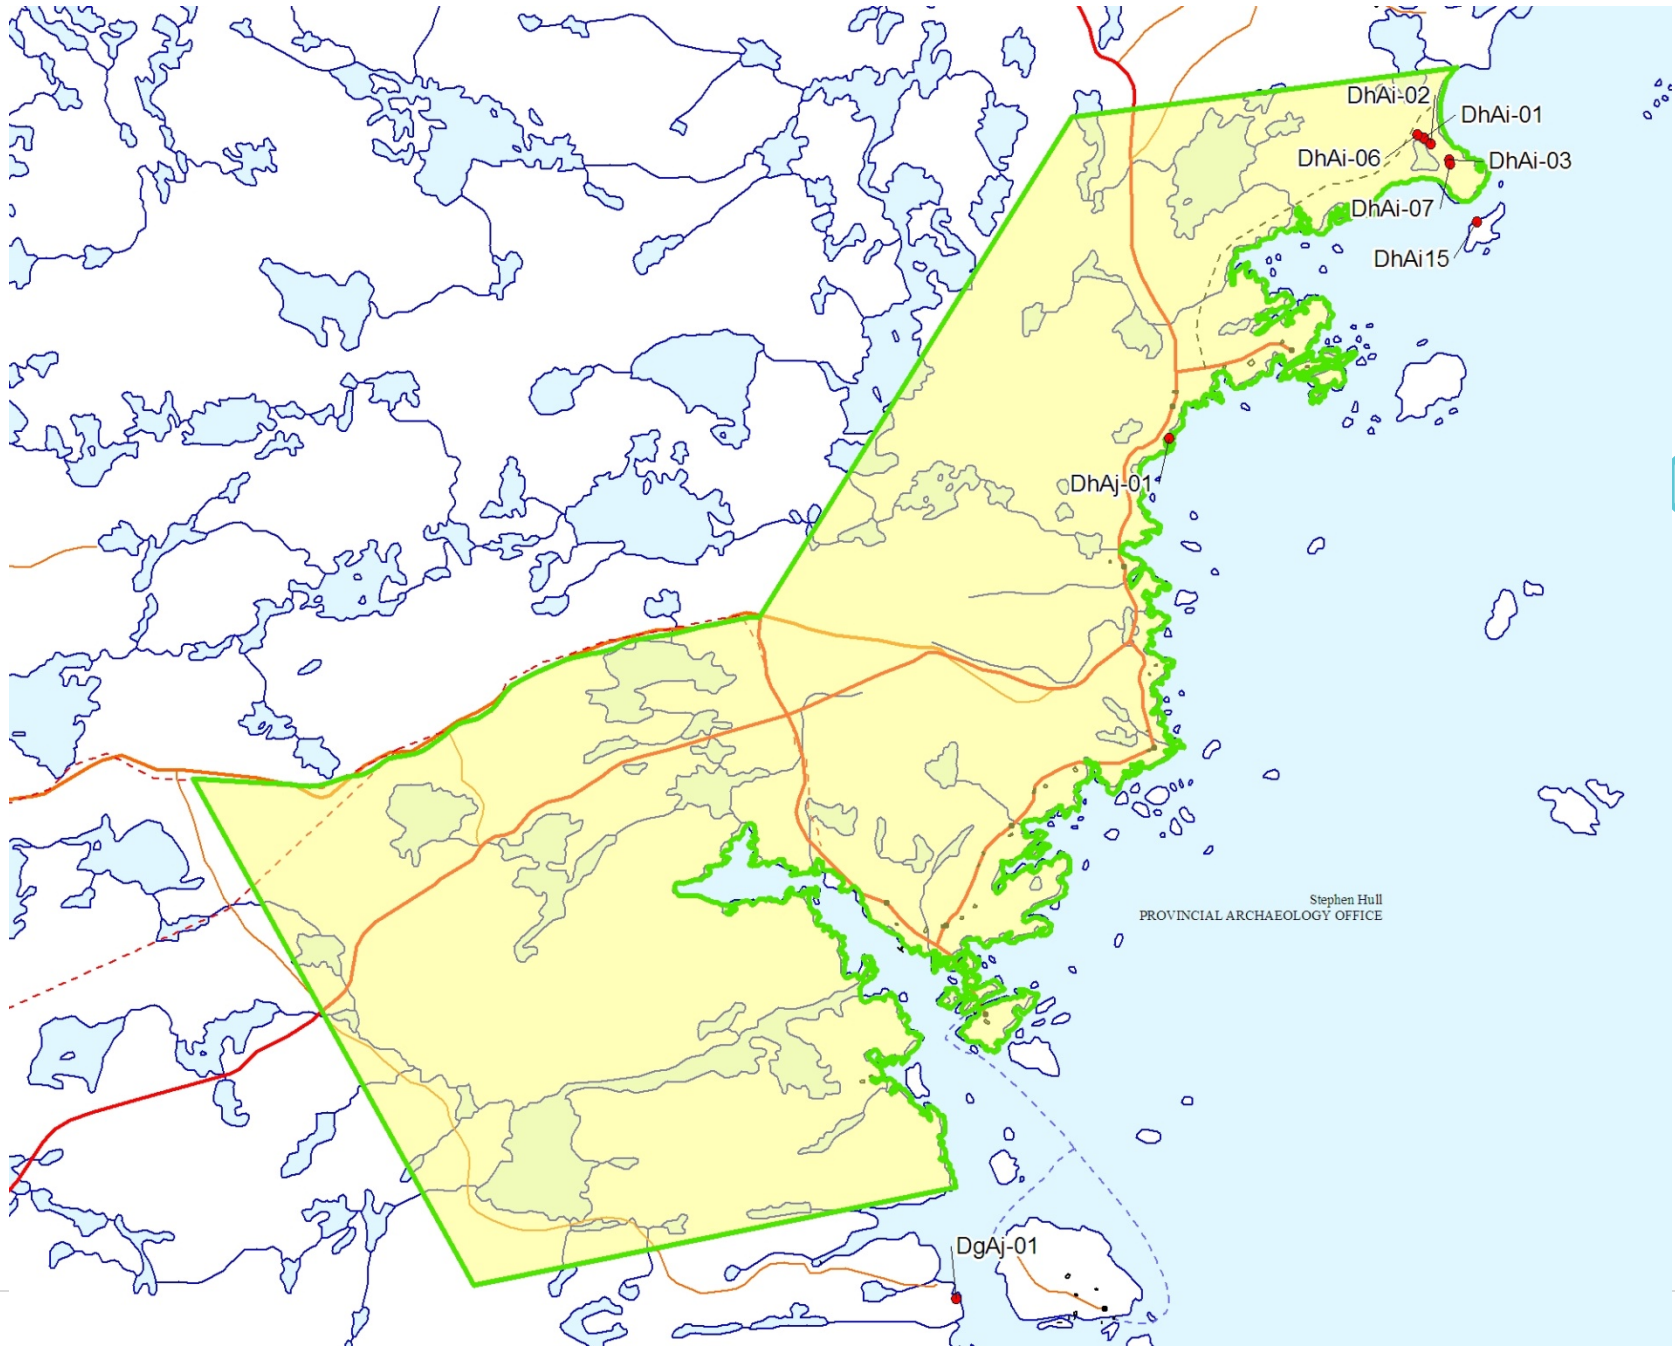 DhAi-02
DhAi-01
DhAi-06
DhAi-03
DhAi-07
DhAi15
DhAj-01
Stephen Hull
PROVINCIAL ARCHAEOLOGY OFFICE
DgAj-01